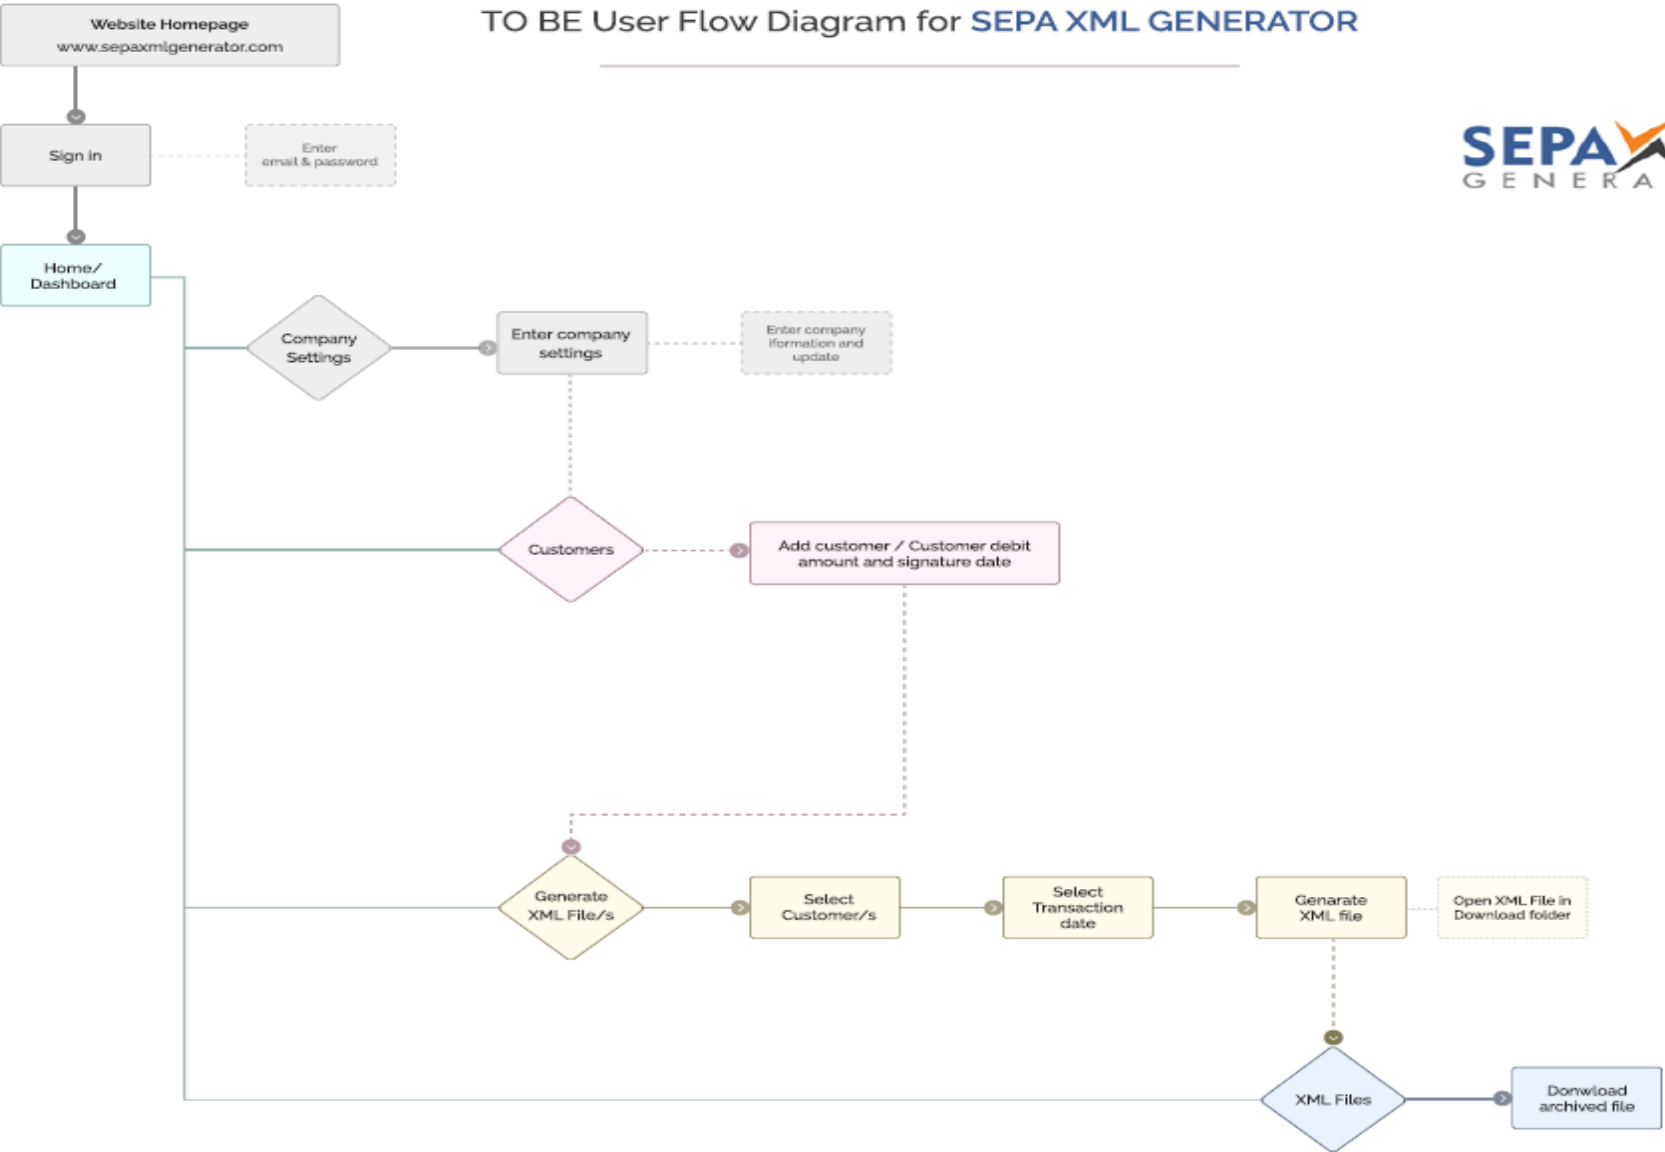 TO BE User Flow Diagram for SEPA XML GENERATOR
Website Homepage
www.sepaxmlgenerator.com
SEPA
GENERA
Sign in
Enter
email & password
Home/
Dashboard
Company
Settings
Enter company
settings
Enter company
iformation and
update
Customers
Add customer / Customer debit
amount and signature date
Generate
XML File/s
Select
Customer/s
Select
Transaction
date
Genarate
XML file
Open XML File in
Download folder
XML Files
Donwload
archived file